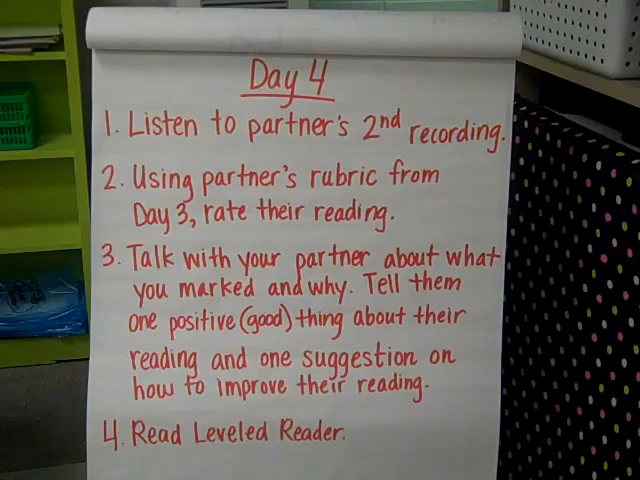 Day 4
1. Listen to partner's 2nd recording.
2. Using partner's rubric from
Day 3, rate their reading.
3. Talk with your partner about what
you marked and why. Tell them
one positive (good) thing about their
reading and one suggestion on
how to improve their reading.
4. Read Leveled Reader.